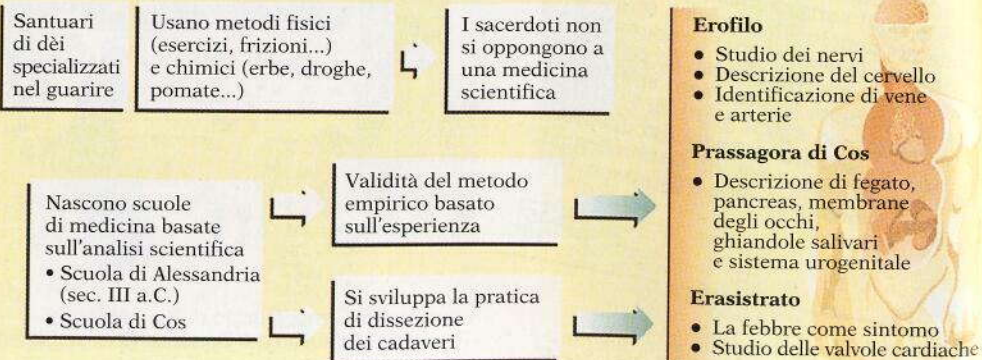 Santuari
di dèi
specializzati
nel guarire
Usano metodi fisici
(esercizi, frizioni...)
e chimici (erbe, droghe,
pomate...)
I sacerdoti non
si oppongono a
una medicina
scientifica
Nascono scuole
di medicina basate
sull'analisi scientifica
• Scuola di Alessandria
(sec. III a.C.)
• Scuola di Cos
Validità del metodo
empirico basato
sull'esperienza
Si sviluppa la pratica
di dissezione
dei cadaveri
Erofilo
• Studio dei nervi
• Descrizione del cervello
• Identificazione di vene
e arterie
Prassagora di Cos
• Descrizione di fegato,
pancreas, membrane
degli occhi,
ghiandole salivari
e sistema urogenitale
Erasistrato
• La febbre come sintomo
• Studio delle valvole cardiache